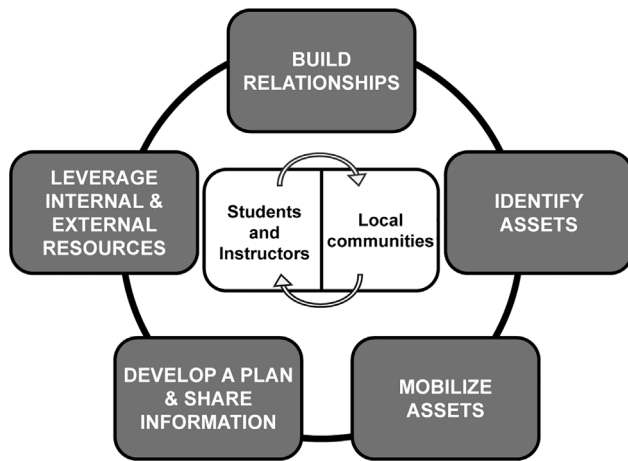 BUILD
RELATIONSHIPS
LEVERAGE
INTERNAL &
EXTERNAL
RESOURCES
Students
and
Instructors
Local
communities
IDENTIFY
ASSETS
DEVELOP A PLAN
& SHARE
INFORMATION
MOBILIZE
ASSETS